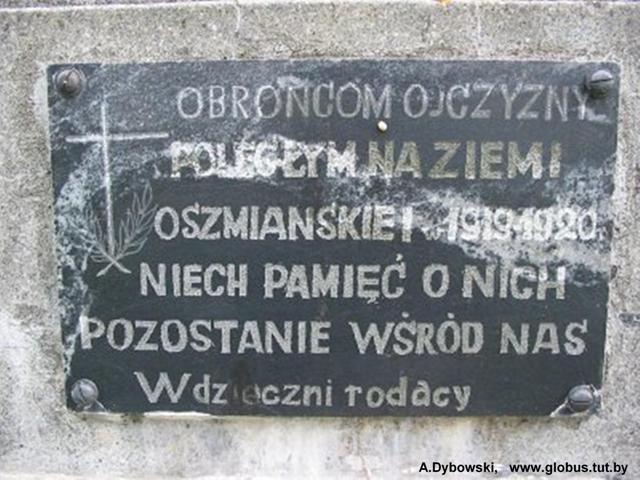 OBROŃCOM OJCZYZNY
POLEGŁYM NA ZIEMI
OSZMIAŃSKIEJ 1919-1920
NIECH PAMIĘĆ O NICH
POZOSTANIE WŚRÓD NAS
Wdzięczni rodacy
A.Dybowski, www.globus.tut.by